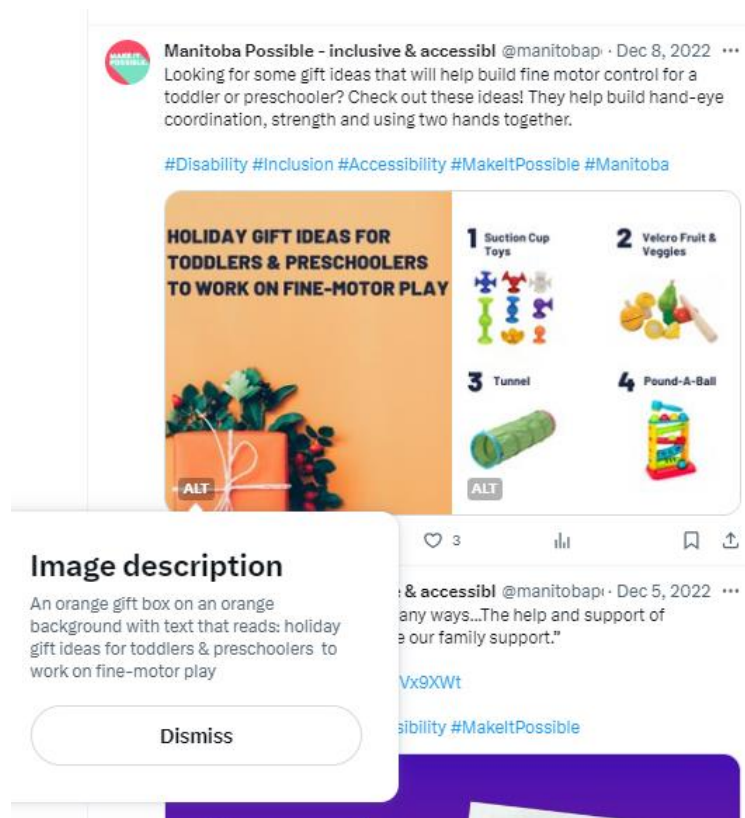 MAKE IT.
POSSIBLE.
Manitoba Possible - inclusive & accessibl @manitobap · Dec 8, 2022 ···
Looking for some gift ideas that will help build fine motor control for a
toddler or preschooler? Check out these ideas! They help build hand-eye
coordination, strength and using two hands together.
#Disability #Inclusion #Accessibility #MakeItPossible #Manitoba
HOLIDAY GIFT IDEAS FOR
TODDLERS & PRESCHOOLERS
TO WORK ON FINE-MOTOR PLAY
ALT
1 Suction Cup
Toys
2 Velcro Fruit &
Veggies
3 Tunnel
4 Pound-A-Ball
ALT
3
Image description
An orange gift box on an orange
background with text that reads: holiday
gift ideas for toddlers & preschoolers to
work on fine-motor play
Dismiss
& accessibl @manitobap · Dec 5, 2022 ···
any ways...The help and support of
e our family support.”
Vx9XWt
sibility #MakeItPossible